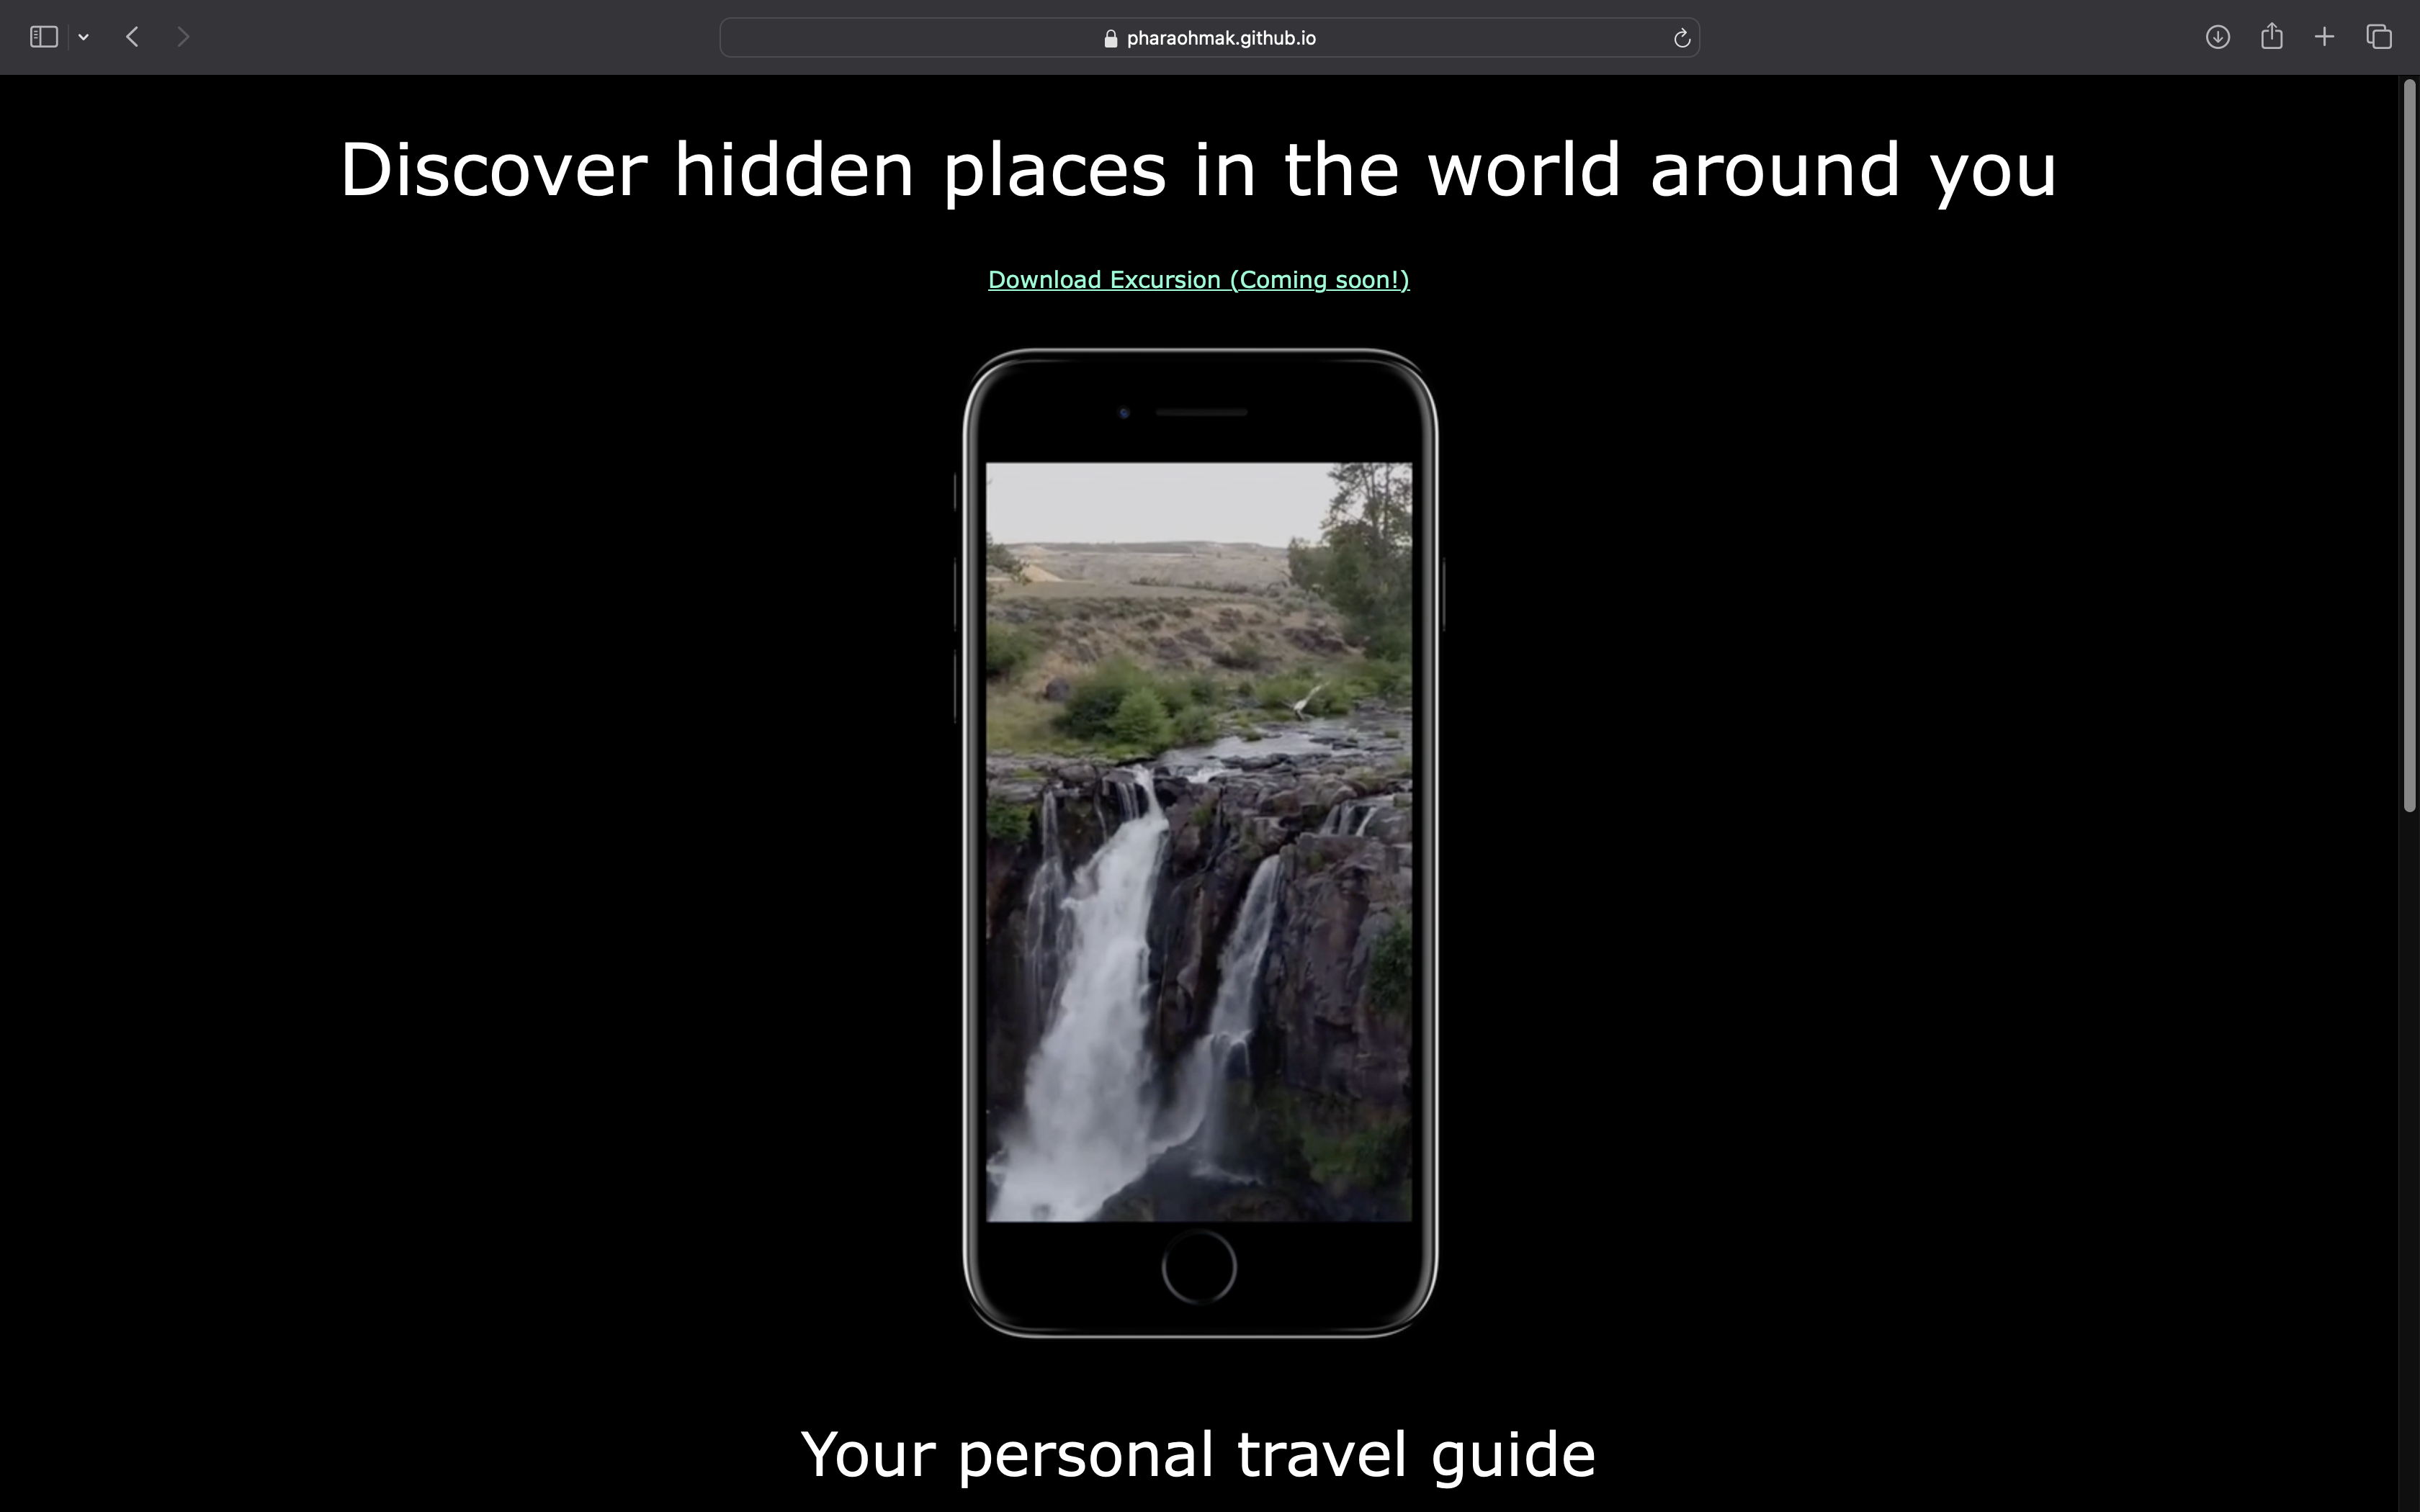 pharaohmak.github.io
Discover hidden places in the world around you
Download Excursion (Coming soon!)
Your personal travel guide